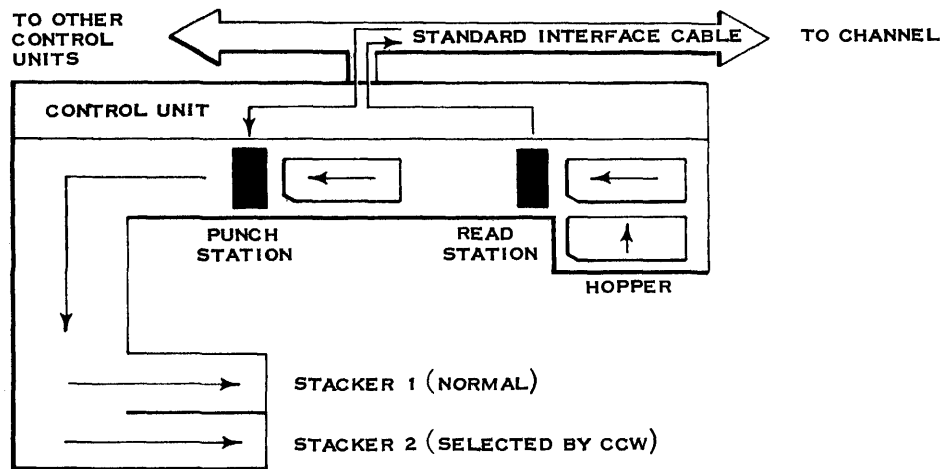 TO OTHER
CONTROL
UNITS
STANDARD INTERFACE CABLE
TO CHANNEL
CONTROL UNIT
PUNCH
STATION
READ
STATION
HOPPER
STACKER 1 (NORMAL)
STACKER 2 (SELECTED BY CCW)